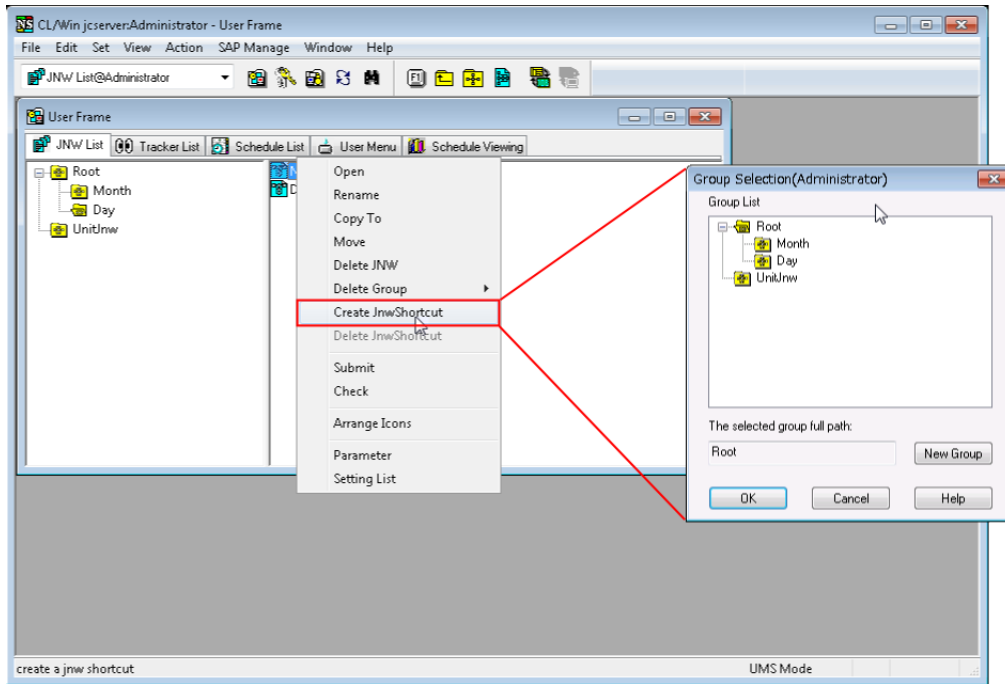 CL/Win jcserver:Administrator - User Frame
File Edit Set View Action SAP Manage Window Help
JNW List@Administrator
F1
User Frame
JNW List Tracker List Schedule List User Menu Schedule Viewing
Root
Month
Day
UnitJnw
Open
Rename
Copy To
Move
Delete JNW
Delete Group
Create JnwShortcut
Delete JnwShortcut
Submit
Check
Arrange Icons
Parameter
Setting List
Group Selection(Administrator)
Group List
Root
Month
Day
UnitJnw
The selected group full path:
Root New Group
OK Cancel Help
create a jnw shortcut UMS Mode